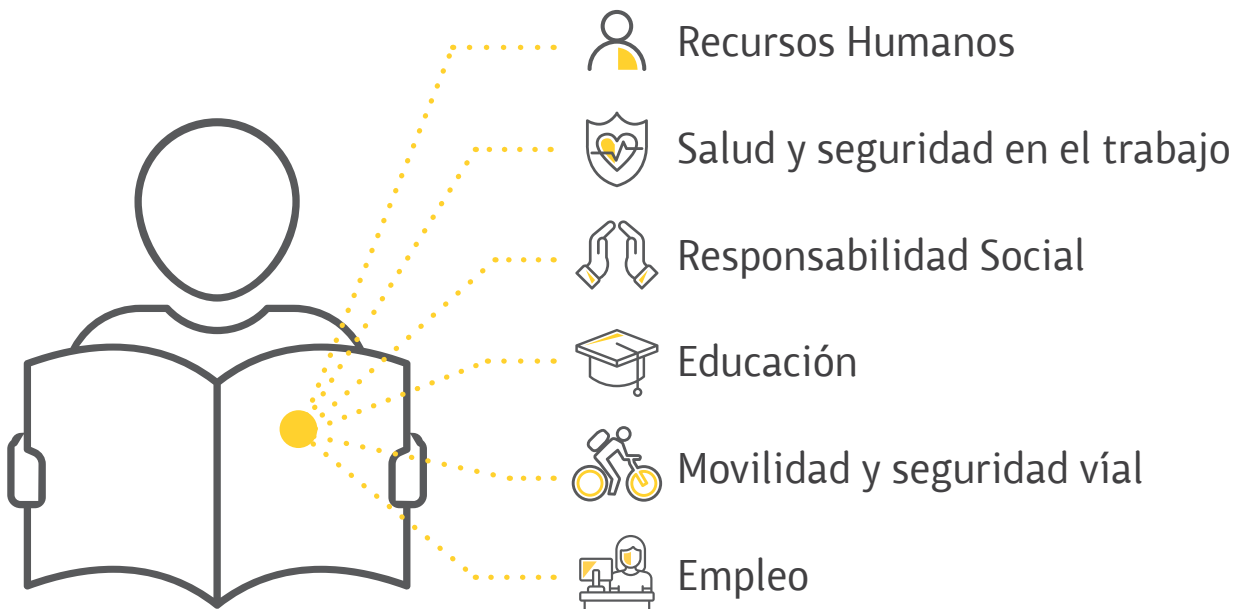 Recursos Humanos
Salud y seguridad en el trabajo
Responsabilidad Social
Educación
Movilidad y seguridad víal
Empleo